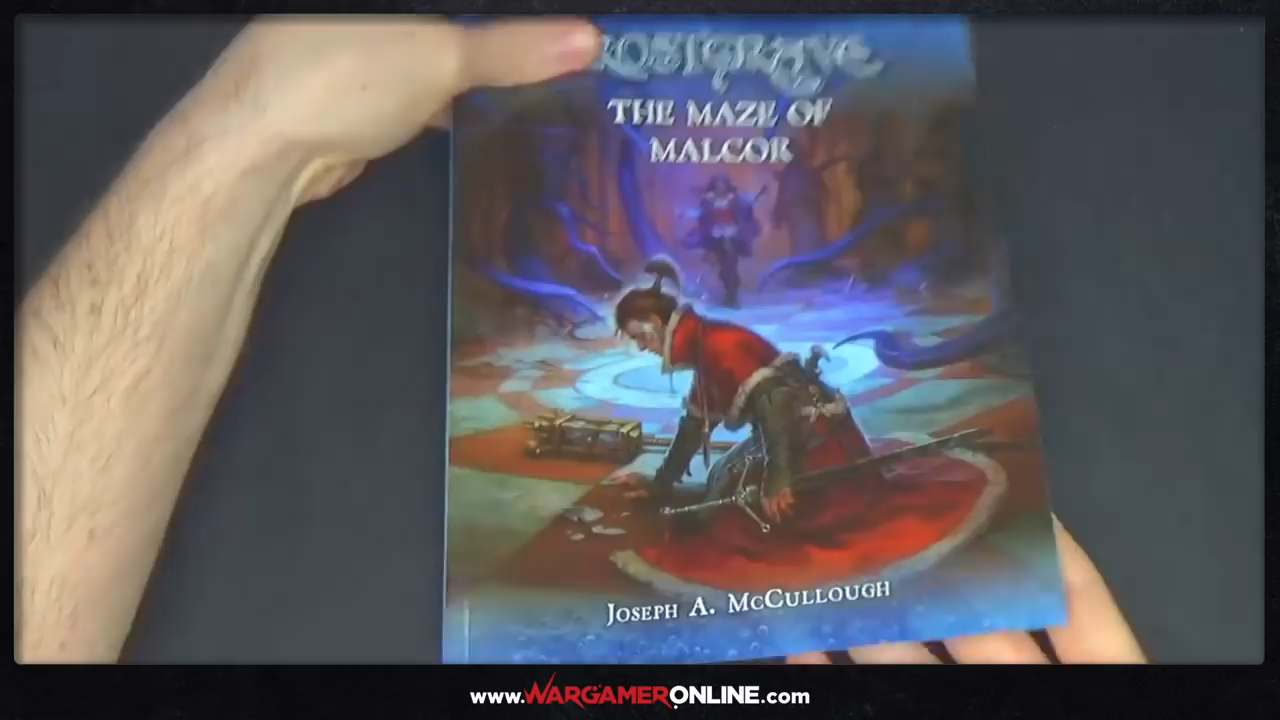 THE MAZE OF
MALCOR
JOSEPH A. MCCULLOUGH
www.WARGAMERONLINE.com